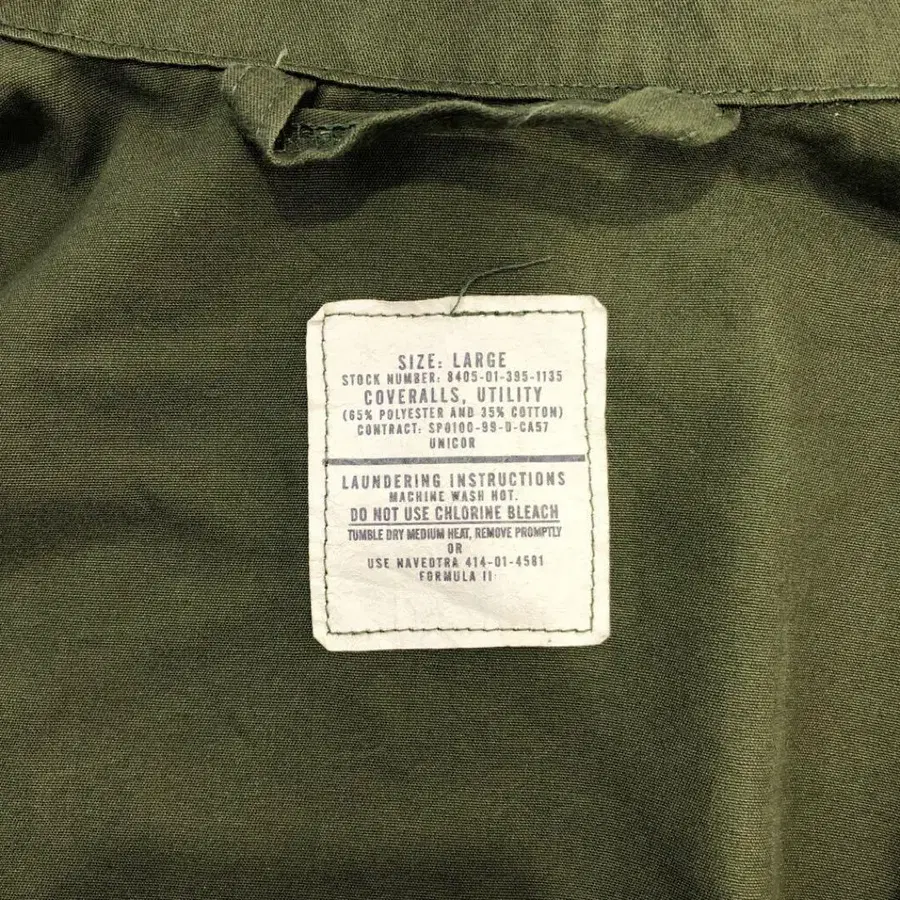 SIZE: LARGE
STOCK NUMBER: 8405-01-395-1135
COVERALLS, UTILITY
(65% POLYESTER AND 35% COTTON)
CONTRACT: SP0100-99-D-CA57
UNICOR
LAUNDERING INSTRUCTIONS
MACHINE WASH HOT.
DO NOT USE CHLORINE BLEACH
TUMBLE DRY MEDIUM HEAT, REMOVE PROMPTLY
OR
USE NAVEDTRA 414-01-4581
FORMULA II